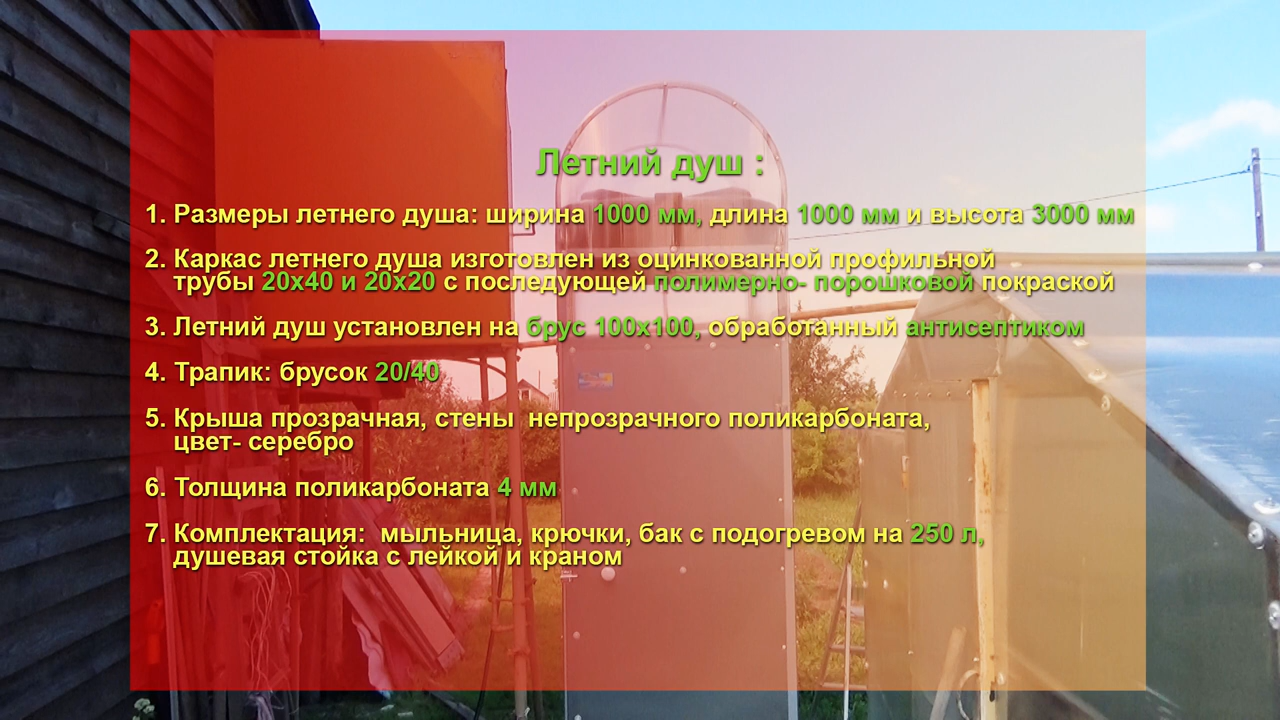 Летний душ :
1. Размеры летнего душа: ширина 1000 мм, длина 1000 мм и высота 3000 мм
2. Каркас летнего душа изготовлен из оцинкованной профильной
трубы 20х40 и 20х20 с последующей полимерно- порошковой покраской
3. Летний душ установлен на брус 100х100, обработанный антисептиком
4. Трапик: брусок 20/40
5. Крыша прозрачная, стены непрозрачного поликарбоната,
цвет- серебро
6. Толщина поликарбоната 4 мм
7. Комплектация: мыльница, крючки, бак с подогревом на 250 л,
душевая стойка с лейкой и краном